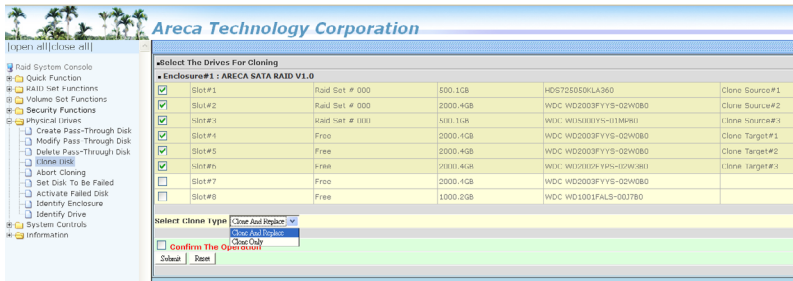 Areca Technology Corporation
|open all|close all|
Raid System Console
Quick Function
RAID Set Functions
Volume Set Functions
Security Functions
Physical Drives
Create Pass-Through Disk
Modify Pass-Through Disk
Delete Pass-Through Disk
Clone Disk
Abort Cloning
Set Disk To Be Failed
Activate Failed Disk
Identify Enclosure
Identify Drive
System Controls
Information
Select The Drives For Cloning
Enclosure#1 : ARECA SATA RAID V1.0
Slot#1 Raid Set # 000 500.1GB HDS725050KLA360 Clone Source#1
Slot#2 Raid Set # 000 2000.4GB WDC WD2003FYYS-02W0B0 Clone Source#2
Slot#3 Raid Set # 000 500.1GB WDC WD5000YS-01MPB0 Clone Source#3
Slot#4 Free 2000.4GB WDC WD2003FYYS-02W0B0 Clone Target#1
Slot#5 Free 2000.4GB WDC WD2003FYYS-02W0B0 Clone Target#2
Slot#6 Free 2000.4GB WDC WD2002FYPS-02W3B0 Clone Target#3
Slot#7 Free 2000.4GB WDC WD2003FYYS-02W0B0
Slot#8 Free 1000.2GB WDC WD1001FALS-00J7B0
Select Clone Type Clone And Replace
Clone And Replace
Clone Only
Confirm The Operation
Submit Reset